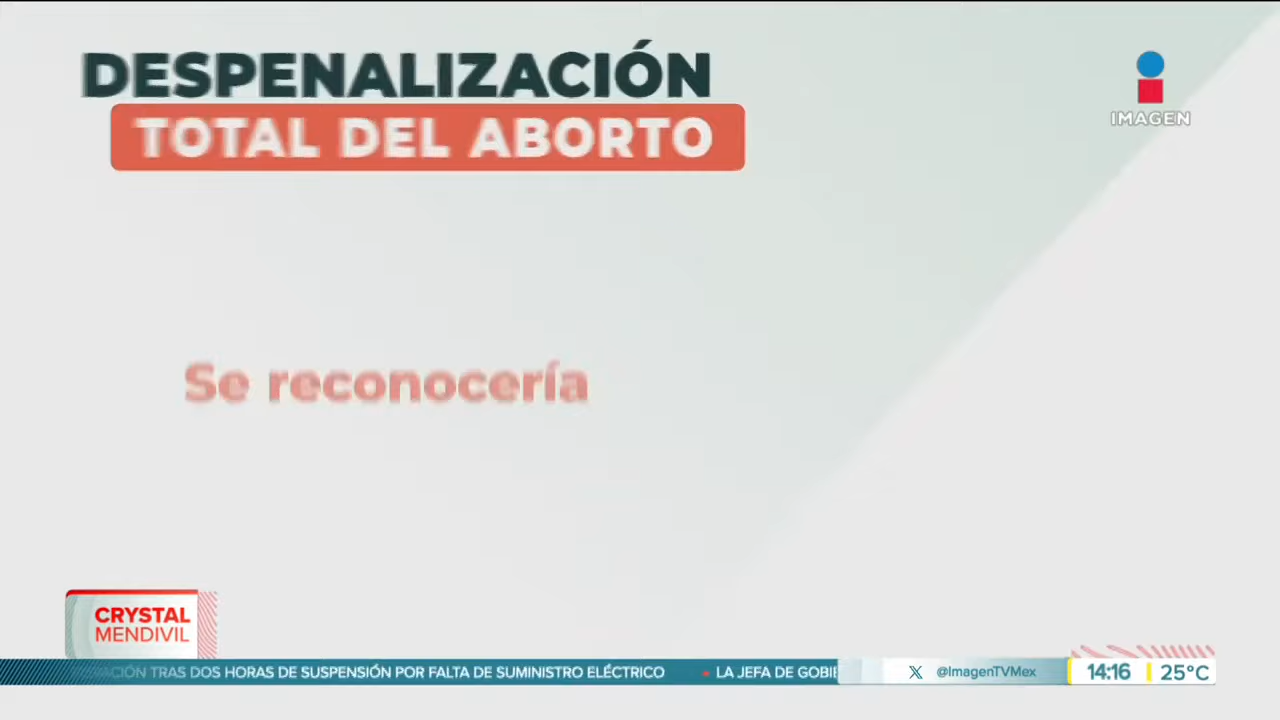 DESPENALIZACIÓN
TOTAL DEL ABORTO
IMAGEN
Se reconocería
CRYSTAL
MENDIVIL
TRAS DOS HORAS DE SUSPENSIÓN POR FALTA DE SUMINISTRO ELÉCTRICO LA JEFA DE @ImagenTVMex 14:16 25°C